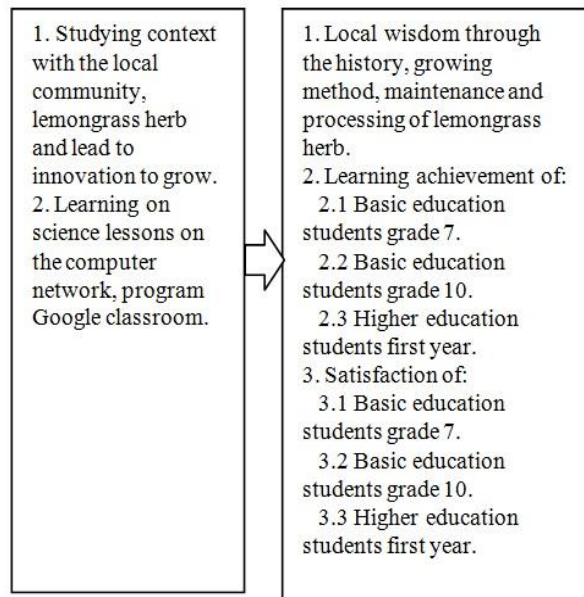 1. Studying context
with the local
community,
lemongrass herb
and lead to
innovation to grow.
2. Learning on
science lessons on
the computer
network, program
Google classroom.
1. Local wisdom through
the history, growing
method, maintenance and
processing of lemongrass
herb.
2. Learning achievement of:
2.1 Basic education
students grade 7.
2.2 Basic education
students grade 10.
2.3 Higher education
students first year.
3. Satisfaction of:
3.1 Basic education
students grade 7.
3.2 Basic education
students grade 10.
3.3 Higher education
students first year.